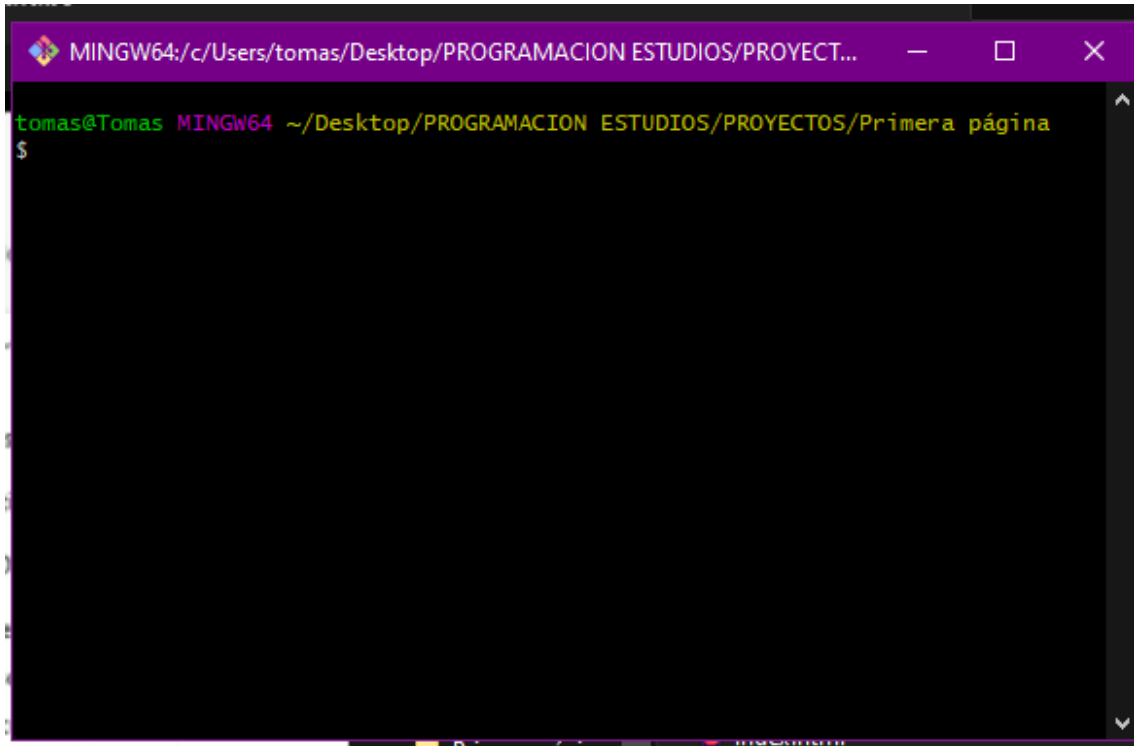 MINGW64:/c/Users/tomas/Desktop/PROGRAMACION ESTUDIOS/PROYECT...
tomas@Tomas MINGW64 ~/Desktop/PROGRAMACION ESTUDIOS/PROYECTOS/Primera página
$